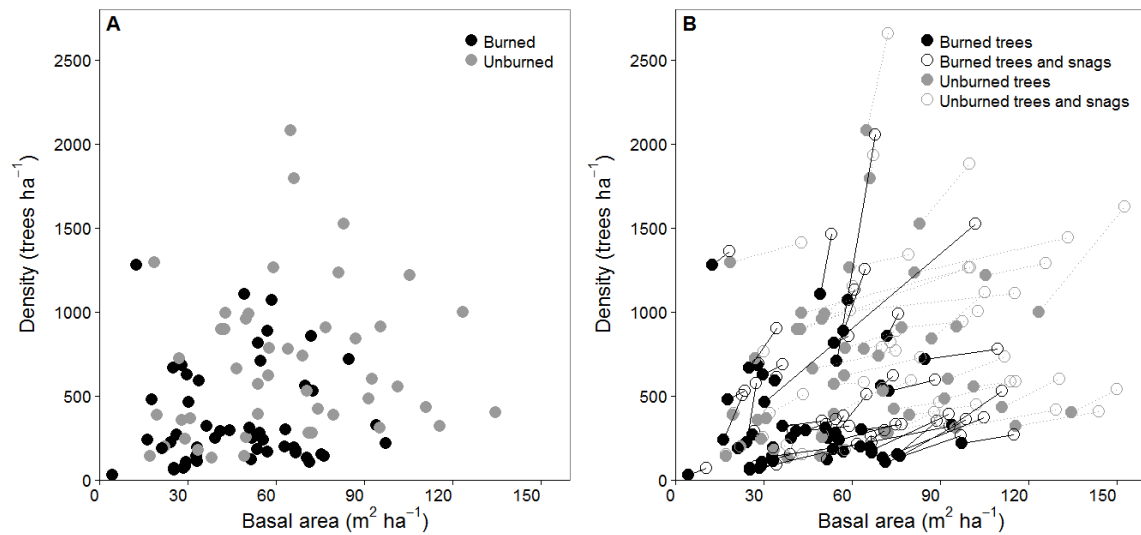 A
Burned
Unburned
2500
2000
1500
1000
500
0
Density (trees ha⁻¹)
0 30 60 90 120 150
Basal area (m² ha⁻¹)
B
Burned trees
Burned trees and snags
Unburned trees
Unburned trees and snags
2500
2000
1500
1000
500
0
Density (trees ha⁻¹)
0 30 60 90 120 150
Basal area (m² ha⁻¹)